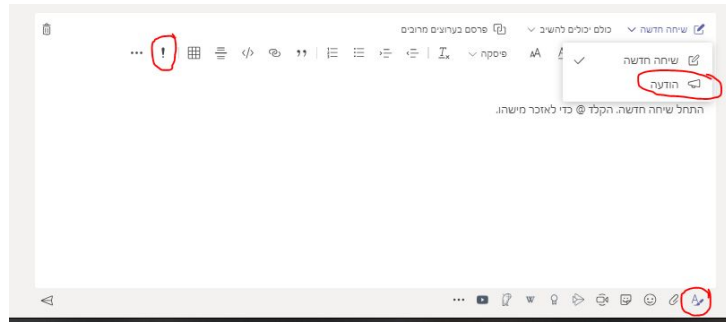 שיחה חדשה כולם יכולים להשיב פרסם בערוצים מרובים
פיסקה AA
שיחה חדשה
הודעה
התחל שיחה חדשה. הקלד @ כדי לאזכר מישהו.